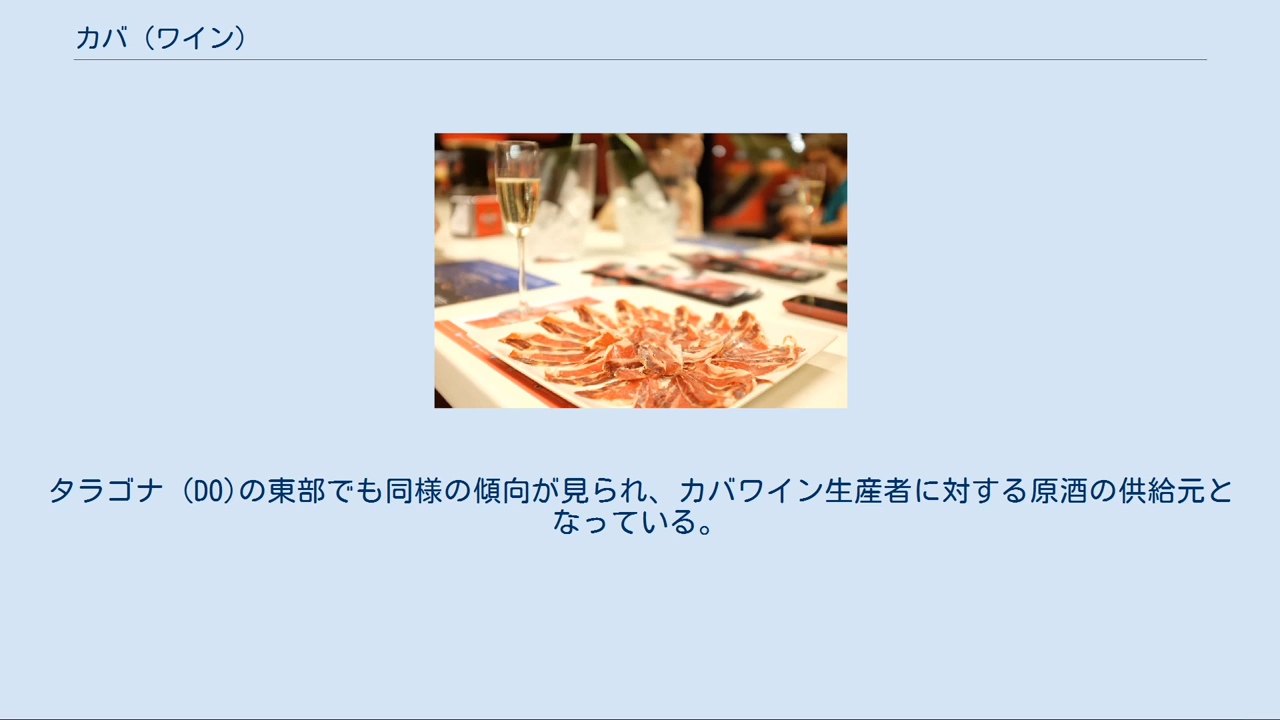 カバ（ワイン）
タラゴナ（DO)の東部でも同様の傾向が見られ、カバワイン生産者に対する原酒の供給元と
なっている。